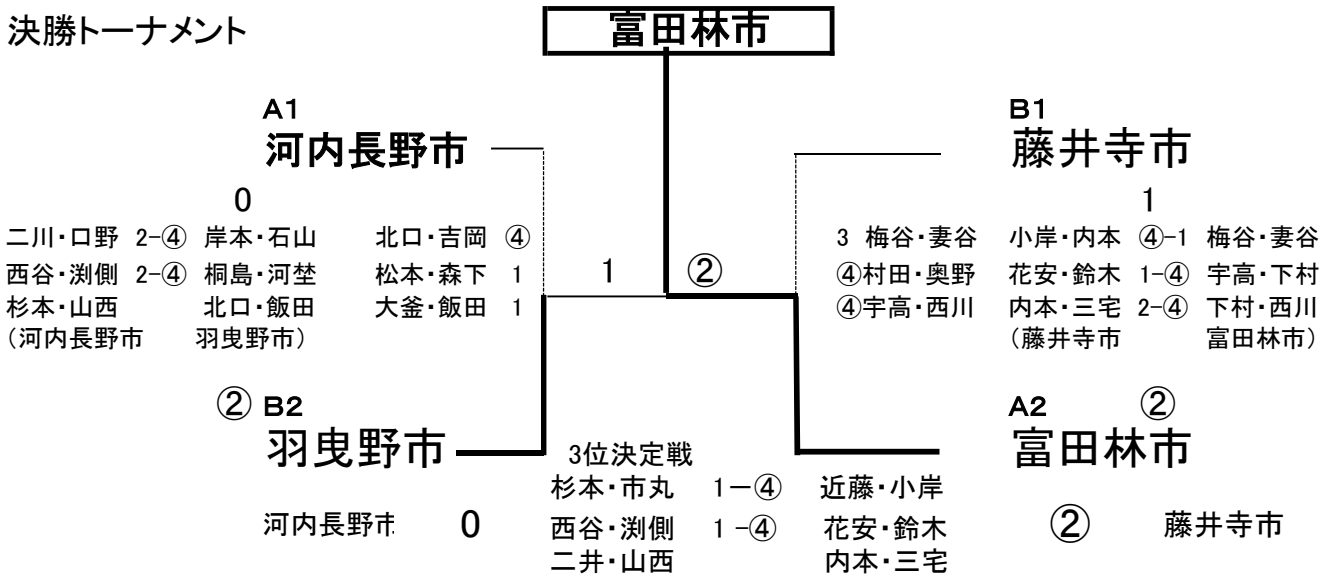 決勝トーナメント
富田林市
A1
河内長野市
B1
藤井寺市
0
1
二川・口野 2-④ 岸本・石山 北口・吉岡 ④ 3 梅谷・妻谷 小岸・内本 ④-1 梅谷・妻谷
西谷・渕側 2-④ 桐島・河埜 松本・森下 1 1 ② ④村田・奥野 花安・鈴木 1-④ 宇高・下村
杉本・山西 北口・飯田 大釜・飯田 1 ④宇高・西川 内本・三宅 2-④ 下村・西川
(河内長野市 羽曳野市) (藤井寺市 富田林市)
② B2
羽曳野市
A2 ②
富田林市
3位決定戦
杉本・市丸 1－④ 近藤・小岸
河内長野市 0 西谷・渕側 1 -④ 花安・鈴木 ② 藤井寺市
二井・山西 内本・三宅